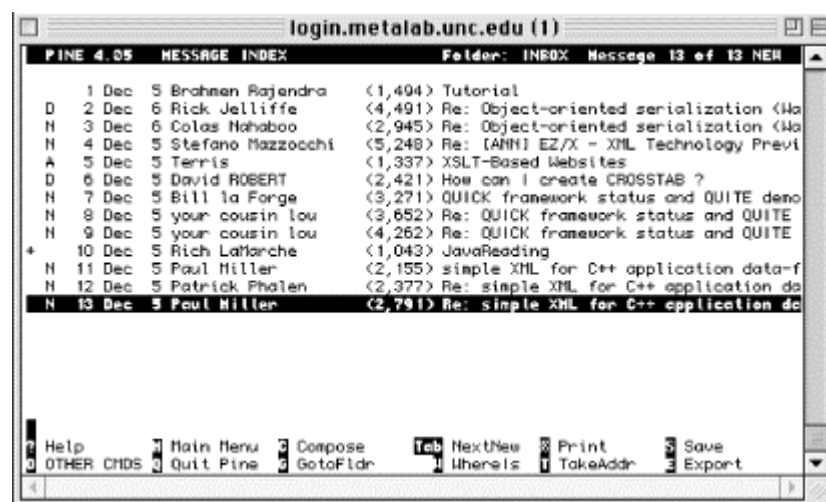 login.metalab.unc.edu (1)
PINE 4.05 MESSAGE INDEX Folder: INBOX Message 13 of 13 NEW
1 Dec 5 Brahmen Rajendra (1,494) Tutorial
D 2 Dec 6 Rick Jelliffe (4,491) Re: Object-oriented serialization (Wa
N 3 Dec 6 Colas Nahaboo (2,945) Re: Object-oriented serialization (Wa
N 4 Dec 5 Stefano Mazzocchi (5,248) Re: [ANN] EZ/X - XML Technology Previ
A 5 Dec 5 Terris (1,337) XSLT-Based Websites
D 6 Dec 5 David ROBERT (2,421) How can I create CROSSTAB ?
N 7 Dec 5 Bill la Forge (3,271) QUICK framework status and QUITE demo
N 8 Dec 5 your cousin lou (3,652) Re: QUICK framework status and QUITE
N 9 Dec 5 your cousin lou (4,262) Re: QUICK framework status and QUITE
+ 10 Dec 5 Rich LaMarche (1,043) JavaReading
N 11 Dec 5 Paul Miller (2,155) simple XML for C++ application data-f
N 12 Dec 5 Patrick Phalen (2,377) Re: simple XML for C++ application da
N 13 Dec 5 Paul Miller (2,791) Re: simple XML for C++ application da
? Help M Main Menu C Compose Tab NextNew % Print S Save
O OTHER CMDS Q Quit Pine G GotoFldr W WhereIs T TakeAddr E Export